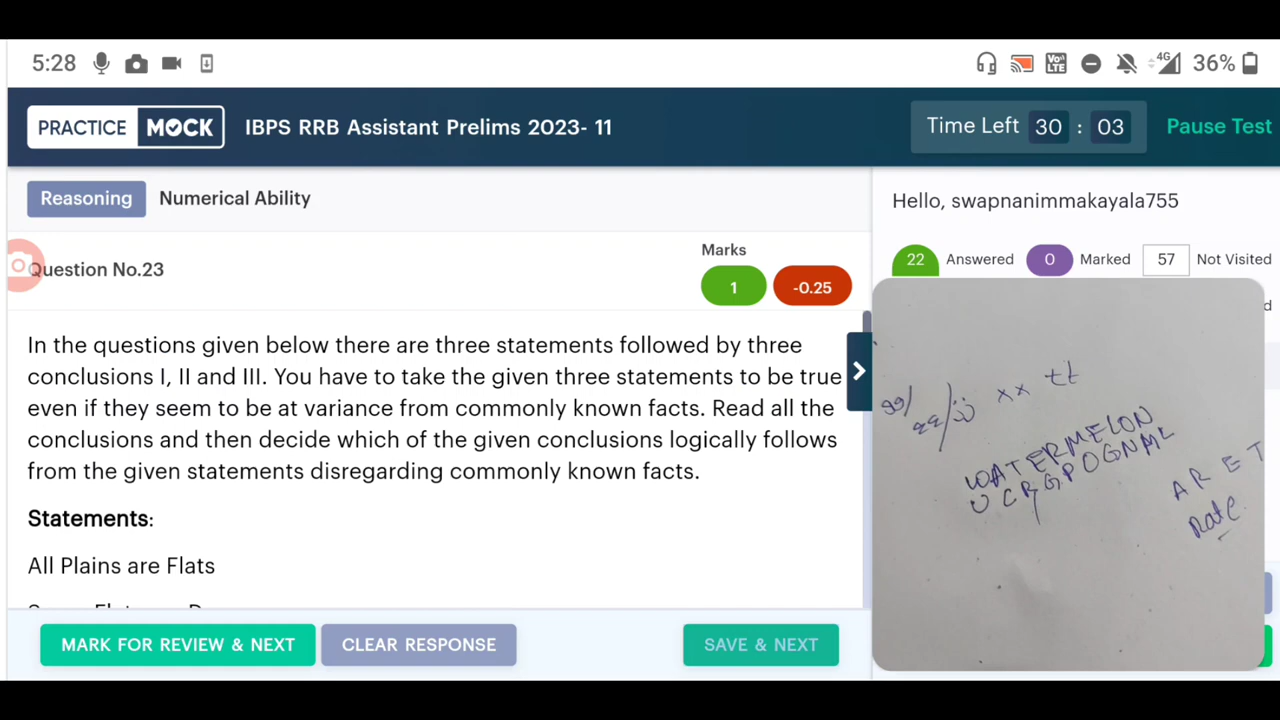 5:28
4G 36%
Vo))
LTE
PRACTICE MOCK IBPS RRB Assistant Prelims 2023- 11 Time Left 30 : 03 Pause Test
Reasoning Numerical Ability
Hello, swapnanimmakayala755
Question No.23
Marks
1 -0.25
22 Answered 0 Marked 57 Not Visited
d
In the questions given below there are three statements followed by three
conclusions I, II and III. You have to take the given three statements to be true
even if they seem to be at variance from commonly known facts. Read all the
conclusions and then decide which of the given conclusions logically follows
from the given statements disregarding commonly known facts.
Statements:
All Plains are Flats
MARK FOR REVIEW & NEXT CLEAR RESPONSE SAVE & NEXT
xx tt
WATERMELON
UCRGPOGNML
A R E T
Rate